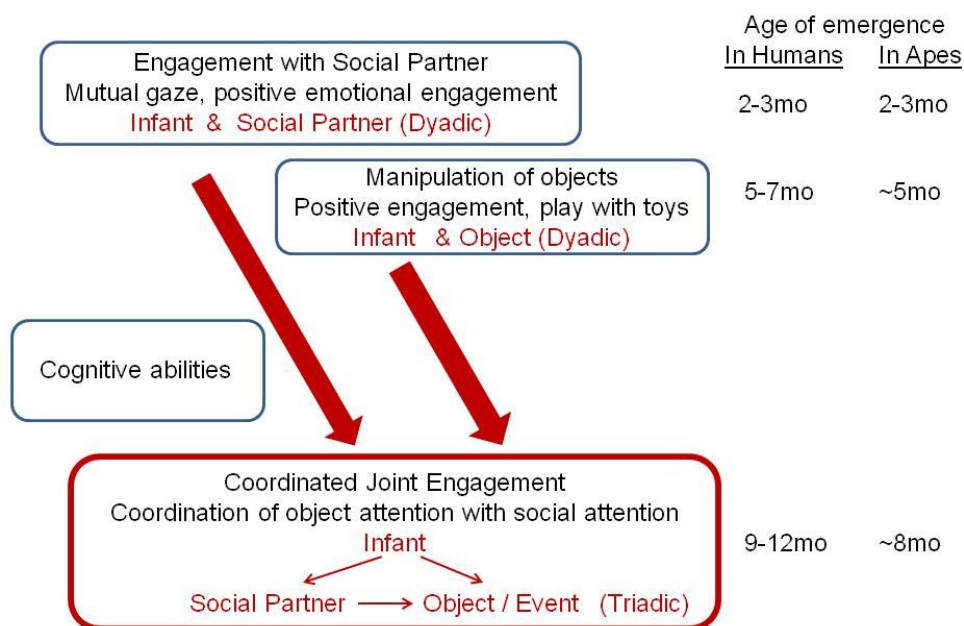 Age of emergence
In Humans In Apes
Engagement with Social Partner
Mutual gaze, positive emotional engagement
Infant & Social Partner (Dyadic)
2-3mo 2-3mo
Manipulation of objects
Positive engagement, play with toys
Infant & Object (Dyadic)
5-7mo ~5mo
Cognitive abilities
Coordinated Joint Engagement
Coordination of object attention with social attention
Infant
Social Partner Object / Event (Triadic)
9-12mo ~8mo